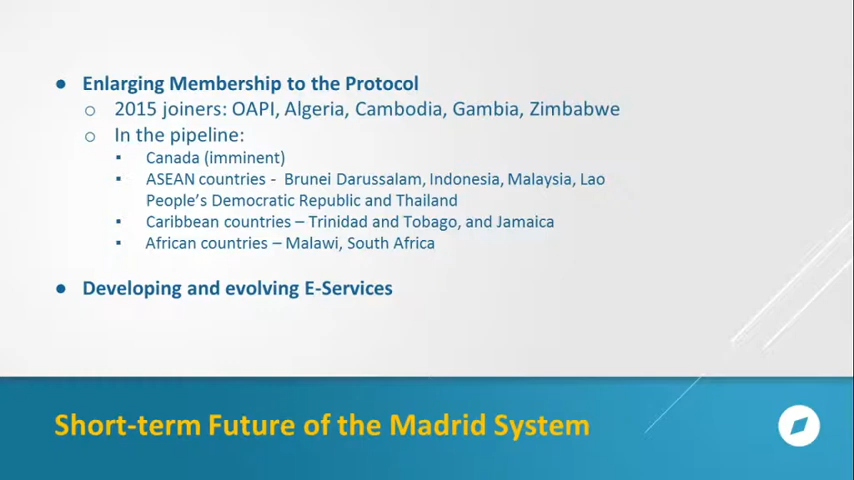 ● Enlarging Membership to the Protocol
○ 2015 joiners: OAPI, Algeria, Cambodia, Gambia, Zimbabwe
○ In the pipeline:
▪ Canada (imminent)
▪ ASEAN countries - Brunei Darussalam, Indonesia, Malaysia, Lao
People's Democratic Republic and Thailand
▪ Caribbean countries – Trinidad and Tobago, and Jamaica
▪ African countries – Malawi, South Africa
● Developing and evolving E-Services
Short-term Future of the Madrid System